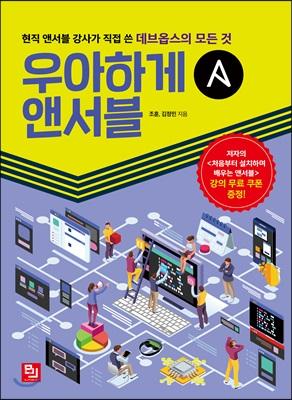 현직 앤서블 강사가 직접 쓴 데브옵스의 모든 것
우아하게
앤서블
조훈, 김정민 지음
저자의
<처음부터 설치하며
배우는 앤서블>
강의 무료 쿠폰
증정!
BJ